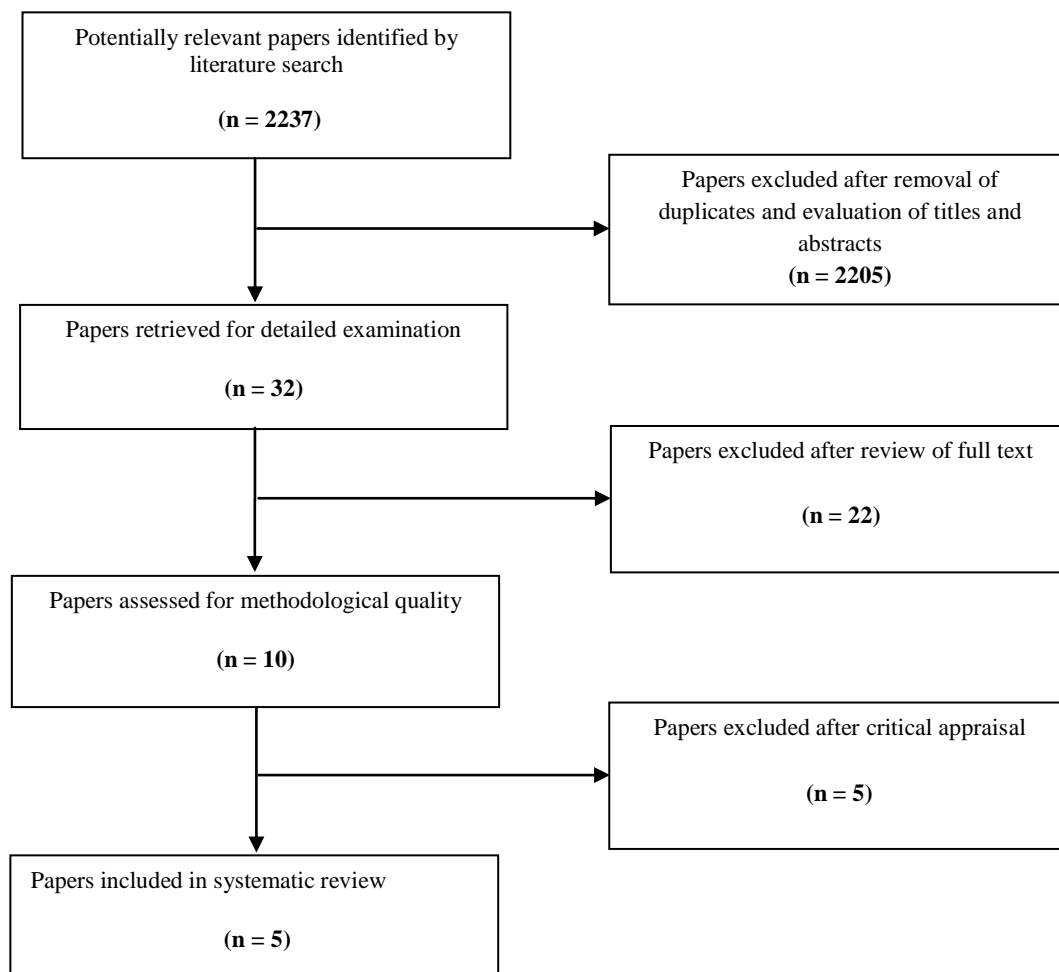 Potentially relevant papers identified by
literature search
(n = 2237)
Papers excluded after removal of
duplicates and evaluation of titles and
abstracts
(n = 2205)
Papers retrieved for detailed examination
(n = 32)
Papers excluded after review of full text
(n = 22)
Papers assessed for methodological quality
(n = 10)
Papers excluded after critical appraisal
(n = 5)
Papers included in systematic review
(n = 5)